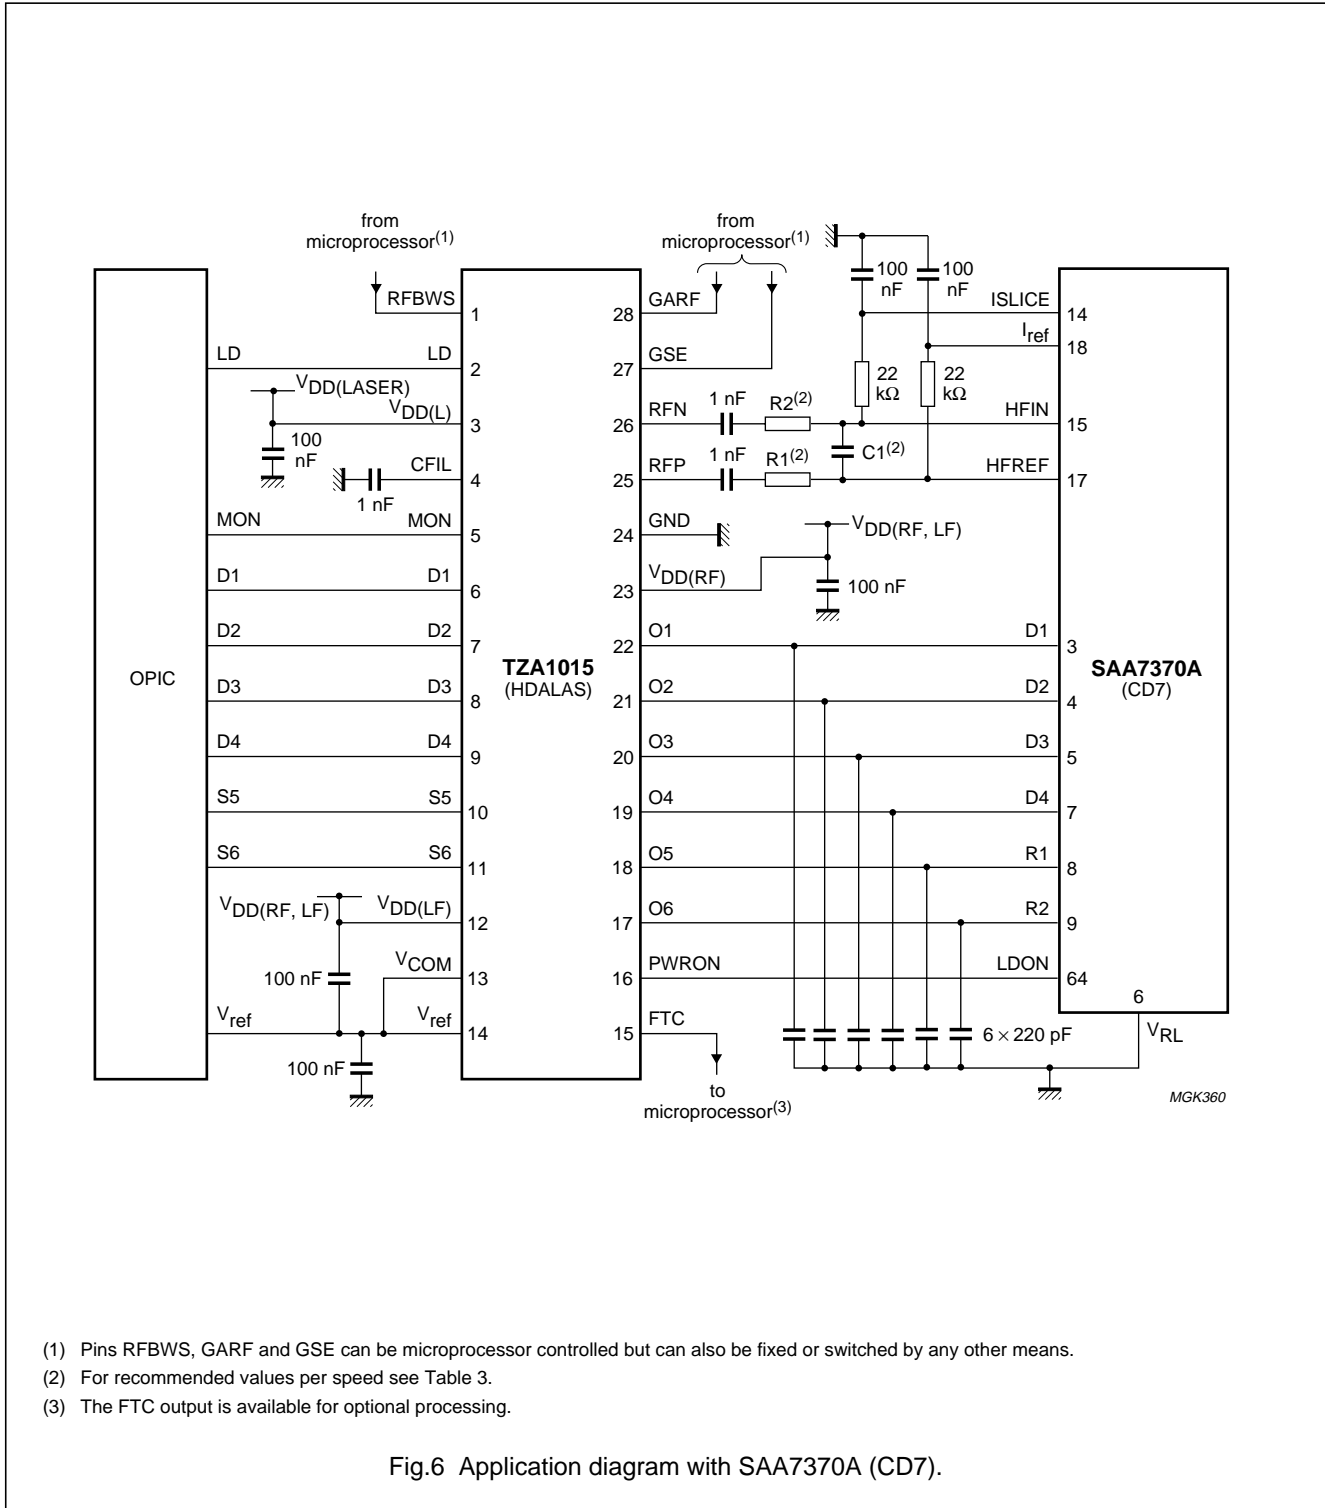 from
microprocessor(1)
from
microprocessor(1)
OPIC
LD
MON
D1
D2
D3
D4
S5
S6
Vref
VDD(LASER)
100
nF
1 nF
VDD(RF, LF)
100 nF
100 nF
RFBWS
LD
VDD(L)
CFIL
MON
D1
D2
D3
D4
S5
S6
VDD(LF)
VCOM
Vref
1
2
3
4
5
6
7
8
9
10
11
12
13
14
TZA1015
(HDALAS)
28
27
26
25
24
23
22
21
20
19
18
17
16
15
GARF
GSE
RFN
RFP
GND
VDD(RF)
O1
O2
O3
O4
O5
O6
PWRON
FTC
to
microprocessor(3)
1 nF
R2(2)
1 nF
R1(2)
C1(2)
100
nF
100
nF
22
kΩ
22
kΩ
VDD(RF, LF)
100 nF
6 × 220 pF
ISLICE
Iref
HFIN
HFREF
D1
D2
D3
D4
R1
R2
LDON
14
18
15
17
3
4
5
7
8
9
64
6
VRL
SAA7370A
(CD7)
MGK360
(1) Pins RFBWS, GARF and GSE can be microprocessor controlled but can also be fixed or switched by any other means.
(2) For recommended values per speed see Table 3.
(3) The FTC output is available for optional processing.
Fig.6 Application diagram with SAA7370A (CD7).